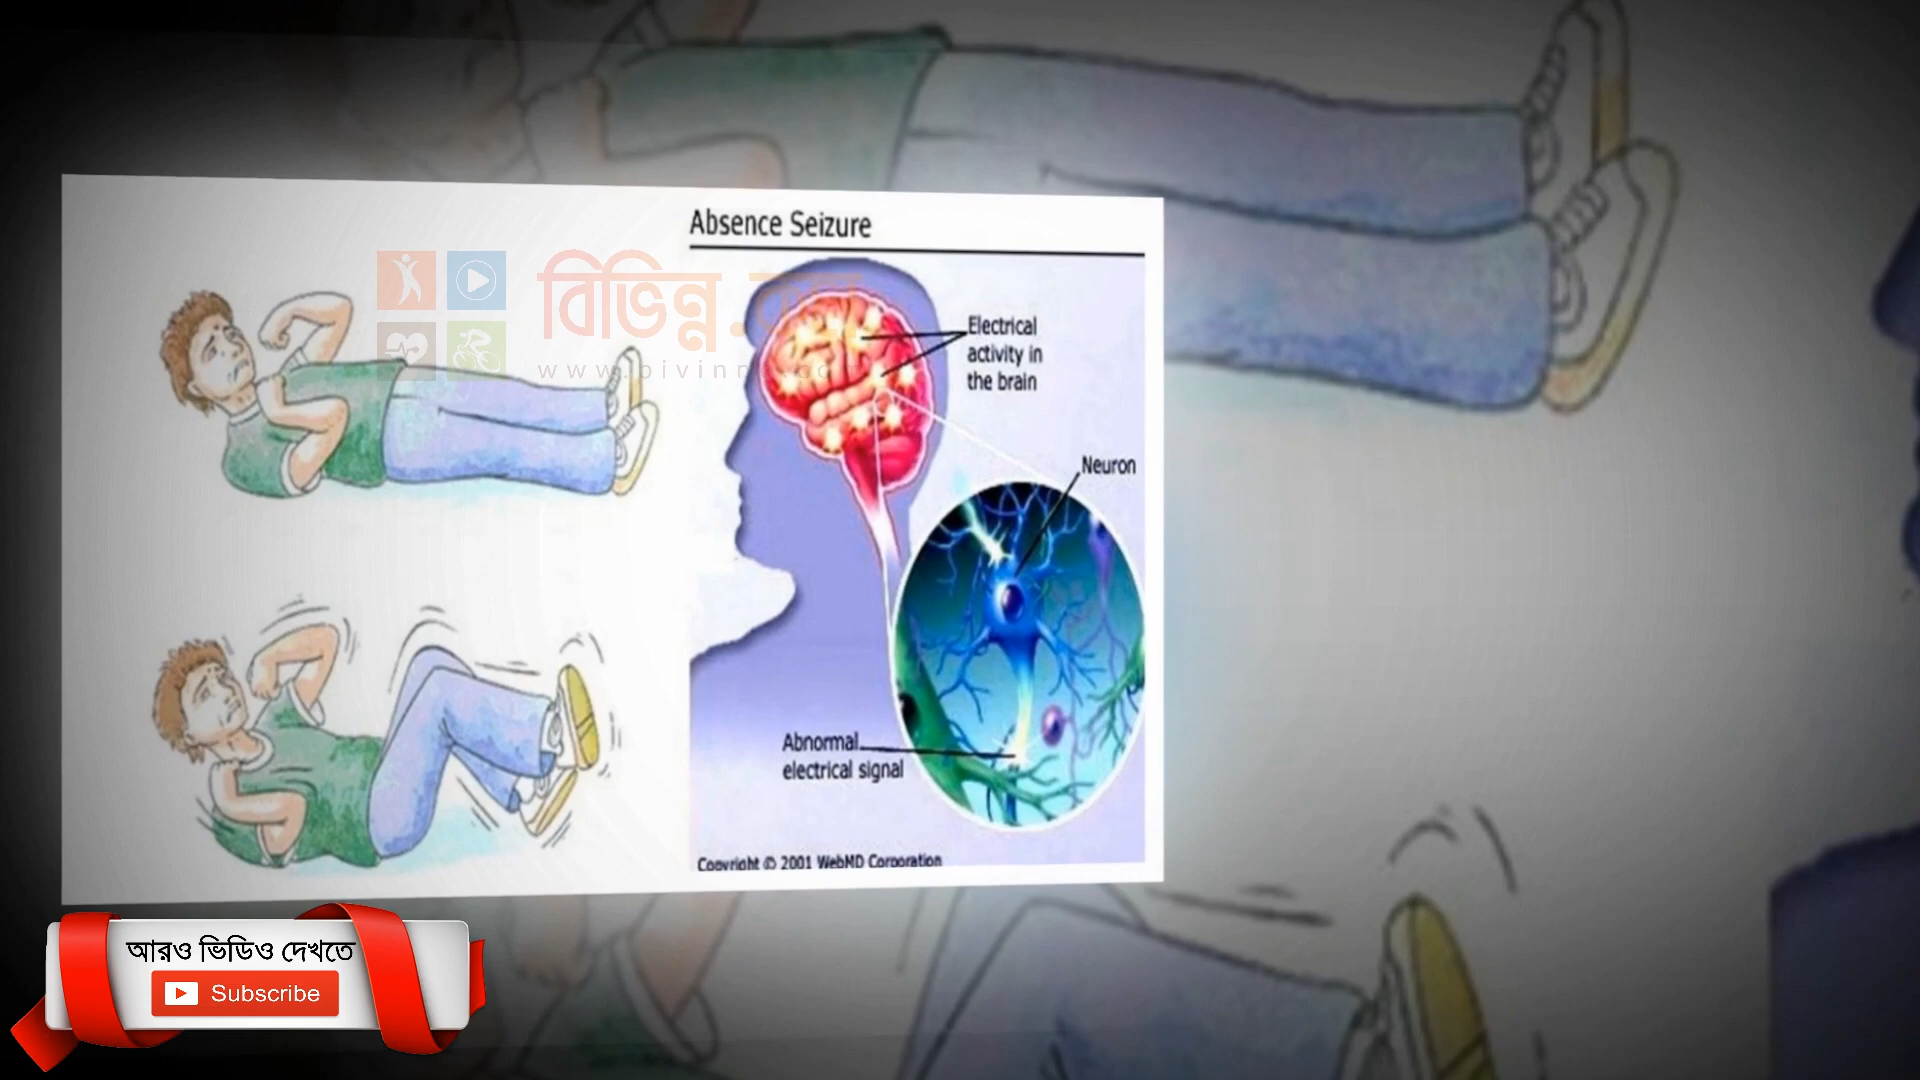 Absence Seizure
বিভিন্ন
Electrical
activity in
the brain
Neuron
Abnormal
electrical signal
Copyright © 2001 WebMD Corporation
আরও ভিডিও দেখতে
Subscribe